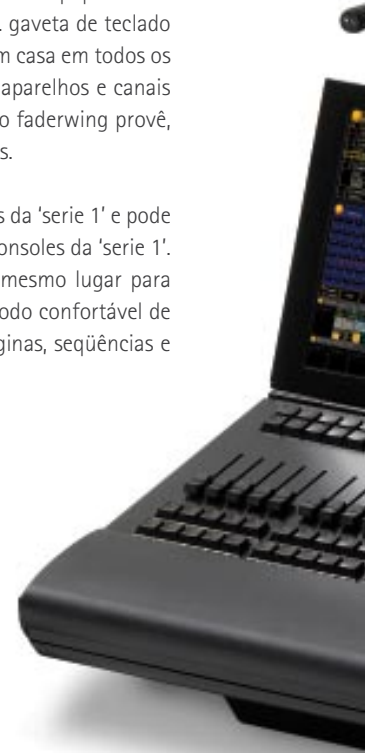 . gaveta de teclado
m casa em todos os
aparelhos e canais
o faderwing provê,
s.
s da ‘serie 1’ e pode
onsoles da ‘serie 1’.
mesmo lugar para
odo confortável de
ginas, seqüências e